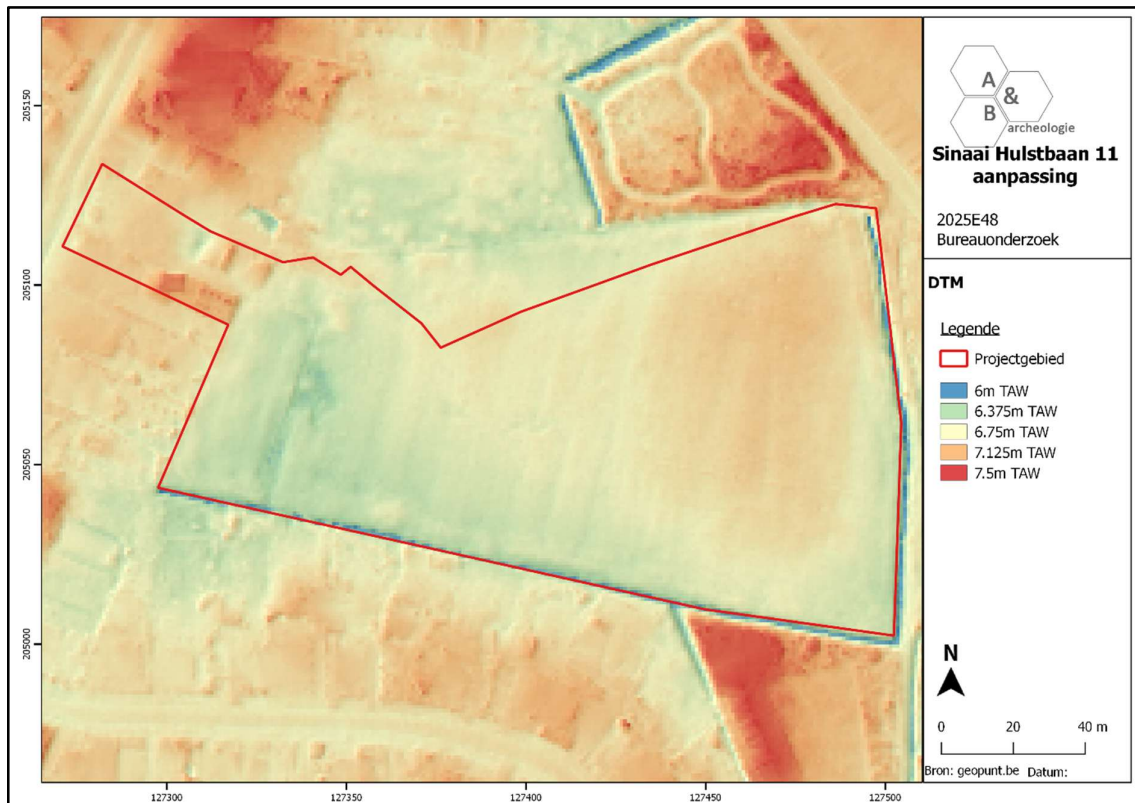 A
&
B
archeologie
Sinaai Hulstbaan 11
aanpassing
2025E48
Bureauonderzoek
DTM
Legende
Projectgebied
6m TAW
6.375m TAW
6.75m TAW
7.125m TAW
7.5m TAW
N
0 20 40 m
Bron: geopunt.be Datum:
205150
205100
205050
205000
127300 127350 127400 127450 127500